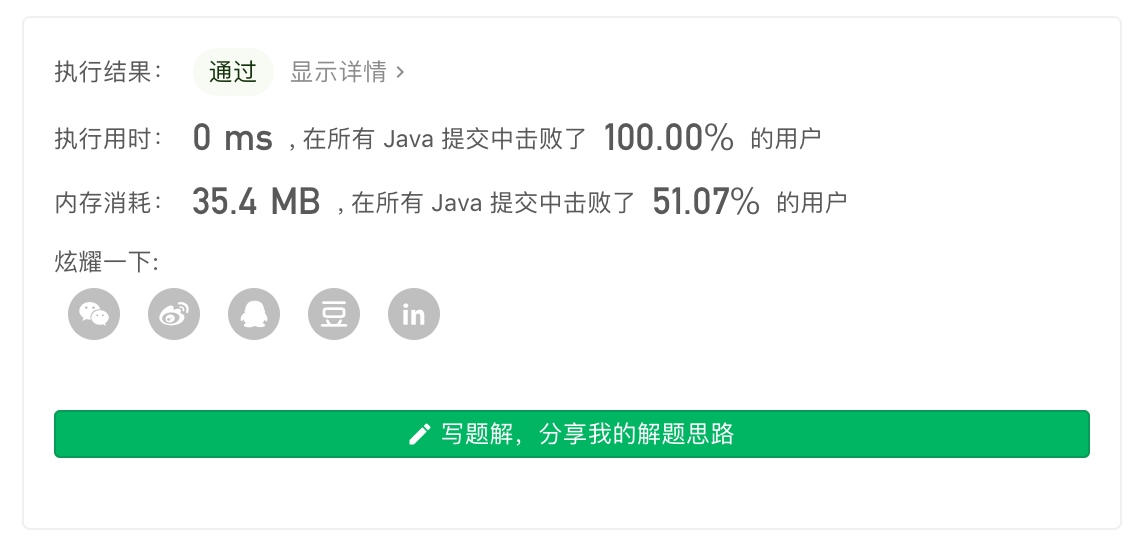 执行结果： 通过 显示详情 >
执行用时： 0 ms , 在所有 Java 提交中击败了 100.00% 的用户
内存消耗： 35.4 MB , 在所有 Java 提交中击败了 51.07% 的用户
炫耀一下:
豆 in
写题解，分享我的解题思路